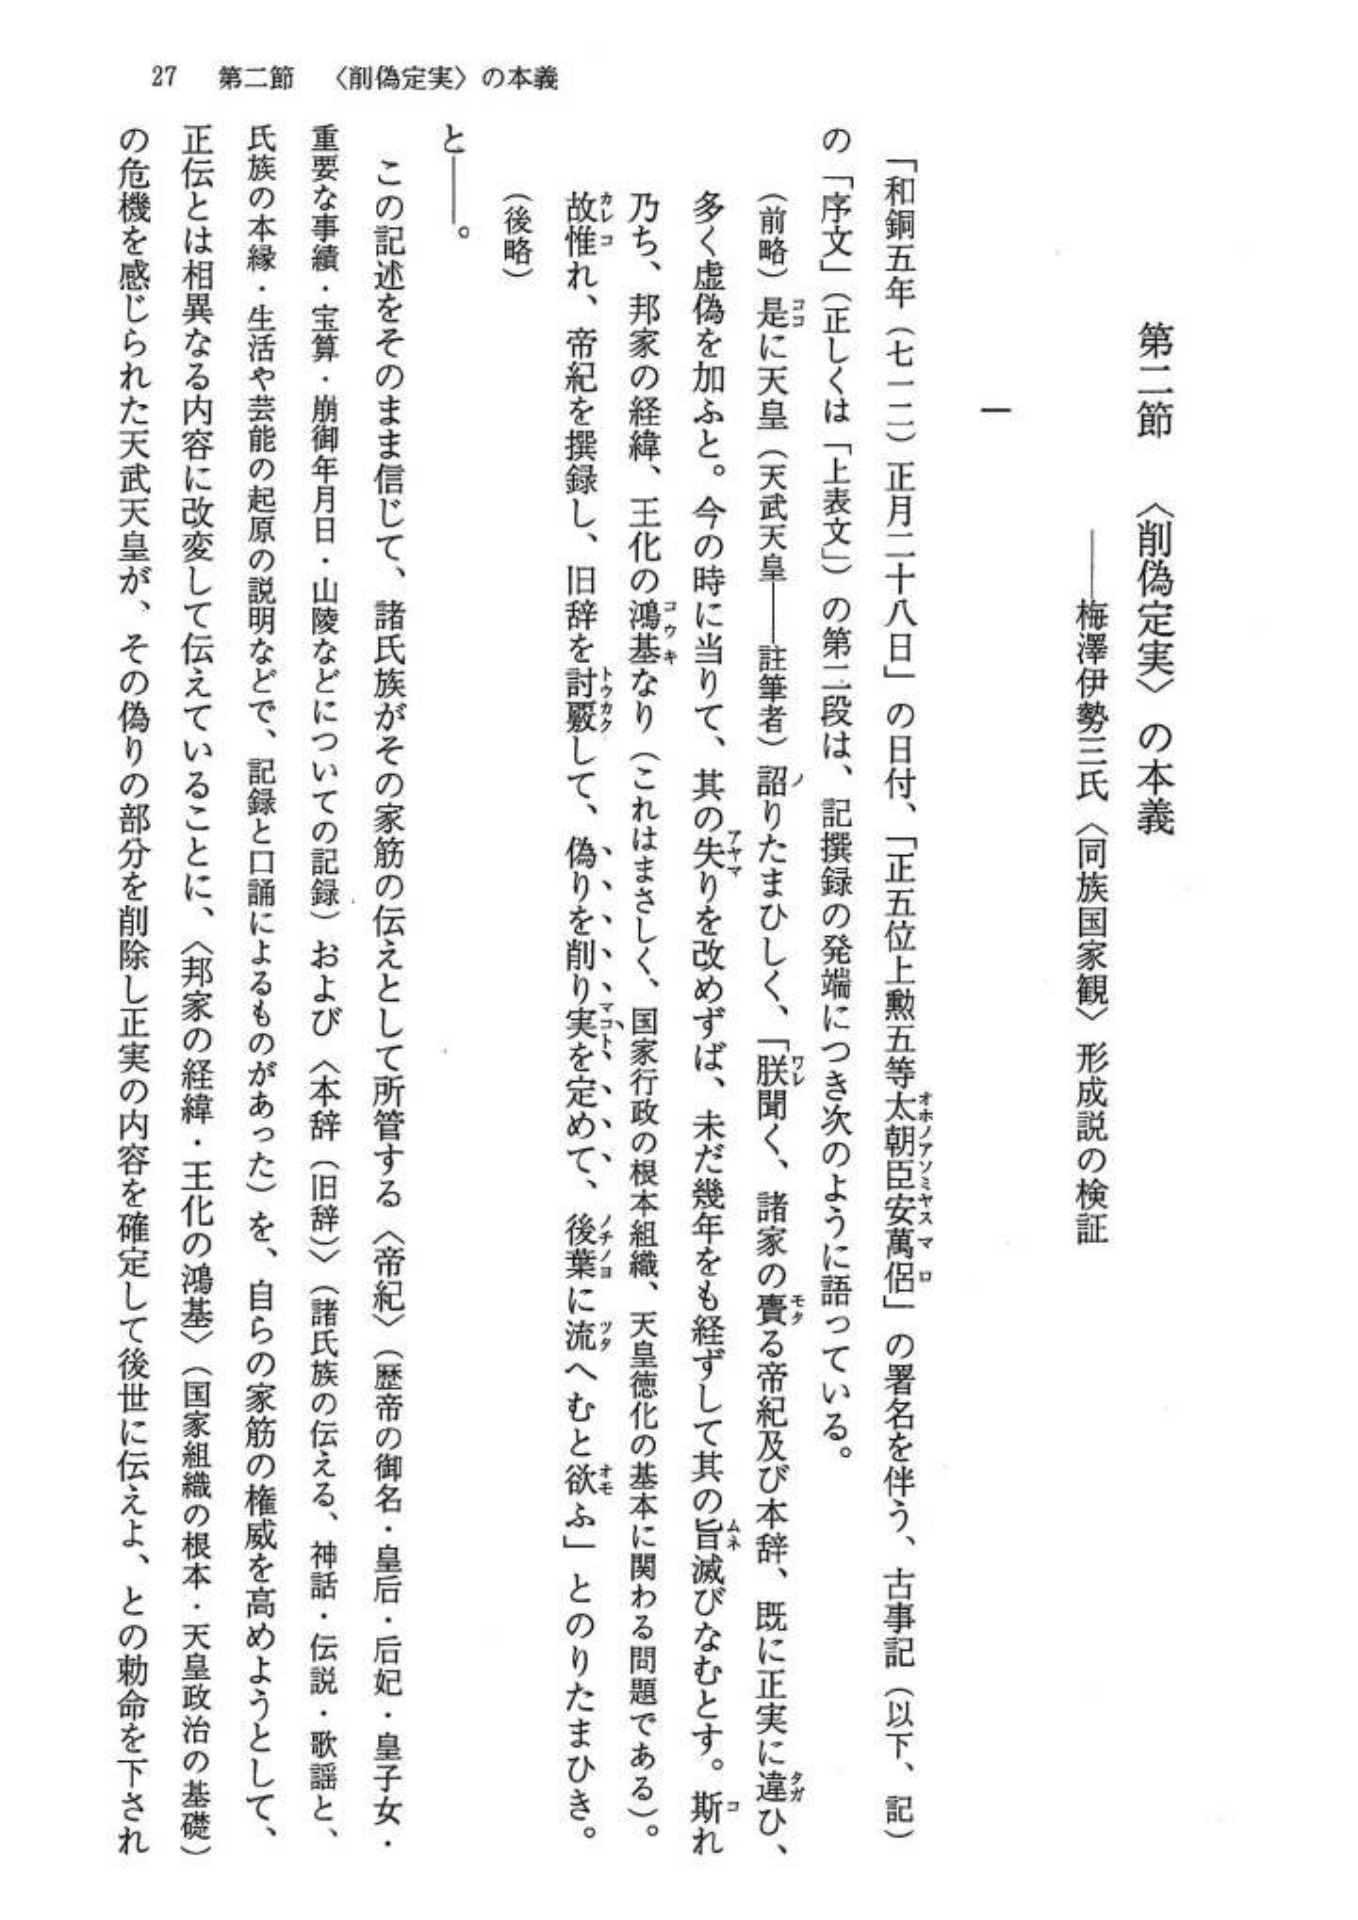 27　第二節　〈削偽定実〉の本義
第二節　〈削偽定実〉の本義
――梅澤伊勢三氏〈同族国家観〉形成説の検証
一
「和銅五年（七一二）正月二十八日」の日付、「正五位上勲五等太朝臣安萬侶」の署名を伴う、古事記（以下、記）
の「序文」（正しくは「上表文」）の第二段は、記撰録の発端につき次のように語っている。
（前略）是に天皇（天武天皇――註筆者）詔りたまひしく、「朕聞く、諸家の賷る帝紀及び本辞、既に正実に違ひ、
多く虚偽を加ふと。今の時に当りて、其の失りを改めずば、未だ幾年をも経ずして其の旨滅びなむとす。斯れ
乃ち、邦家の経緯、王化の鴻基なり（これはまさしく、国家行政の根本組織、天皇徳化の基本に関わる問題である）。
故惟れ、帝紀を撰録し、旧辞を討覈して、偽りを削り実を定めて、後葉に流へむと欲ふ」とのりたまひき。
（後略）
と――。
この記述をそのまま信じて、諸氏族がその家筋の伝えとして所管する〈帝紀〉（歴帝の御名・皇后・后妃・皇子女・
重要な事績・宝算・崩御年月日・山陵などについての記録）および〈本辞（旧辞）〉（諸氏族の伝える、神話・伝説・歌謡と、
氏族の本縁・生活や芸能の起原の説明などで、記録と口誦によるものがあった）を、自らの家筋の権威を高めようとして、
正伝とは相異なる内容に改変して伝えていることに、〈邦家の経緯・王化の鴻基〉（国家組織の根本・天皇政治の基礎）
の危機を感じられた天武天皇が、その偽りの部分を削除し正実の内容を確定して後世に伝えよ、との勅命を下され